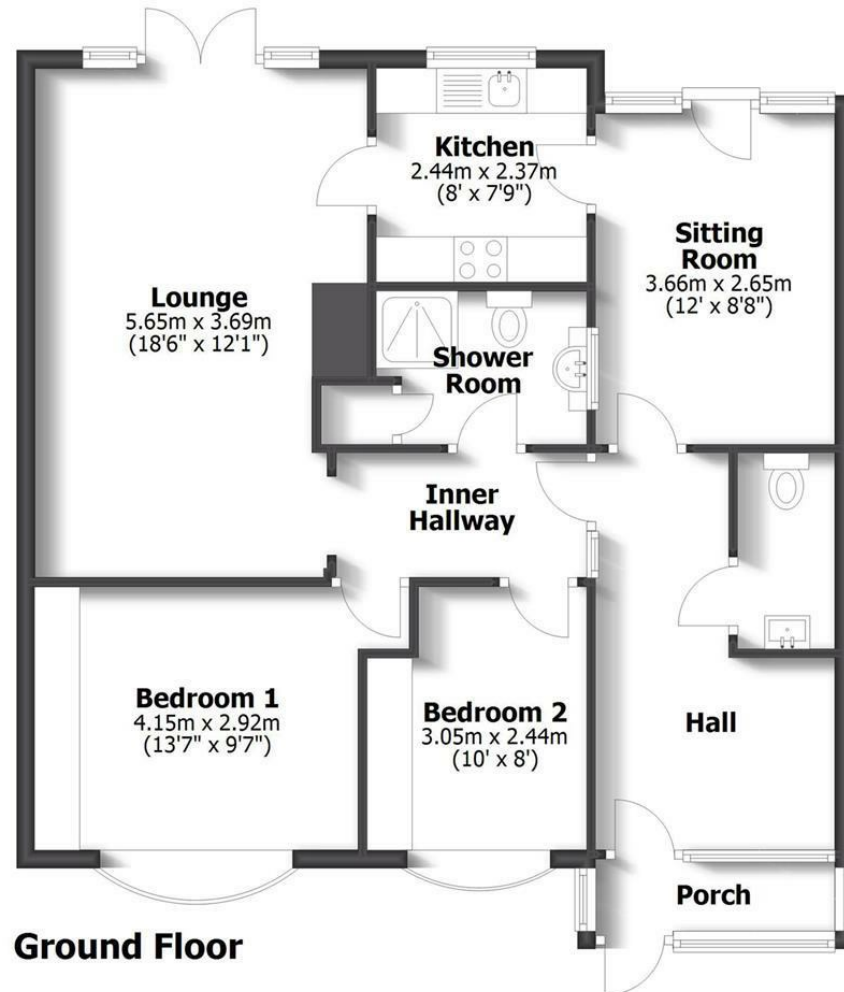 Kitchen
2.44m x 2.37m
(8' x 7'9")
Sitting
Room
3.66m x 2.65m
(12' x 8'8")
Lounge
5.65m x 3.69m
(18'6" x 12'1")
Shower
Room
Inner
Hallway
Bedroom 1
4.15m x 2.92m
(13'7" x 9'7")
Bedroom 2
3.05m x 2.44m
(10' x 8')
Hall
Porch
Ground Floor